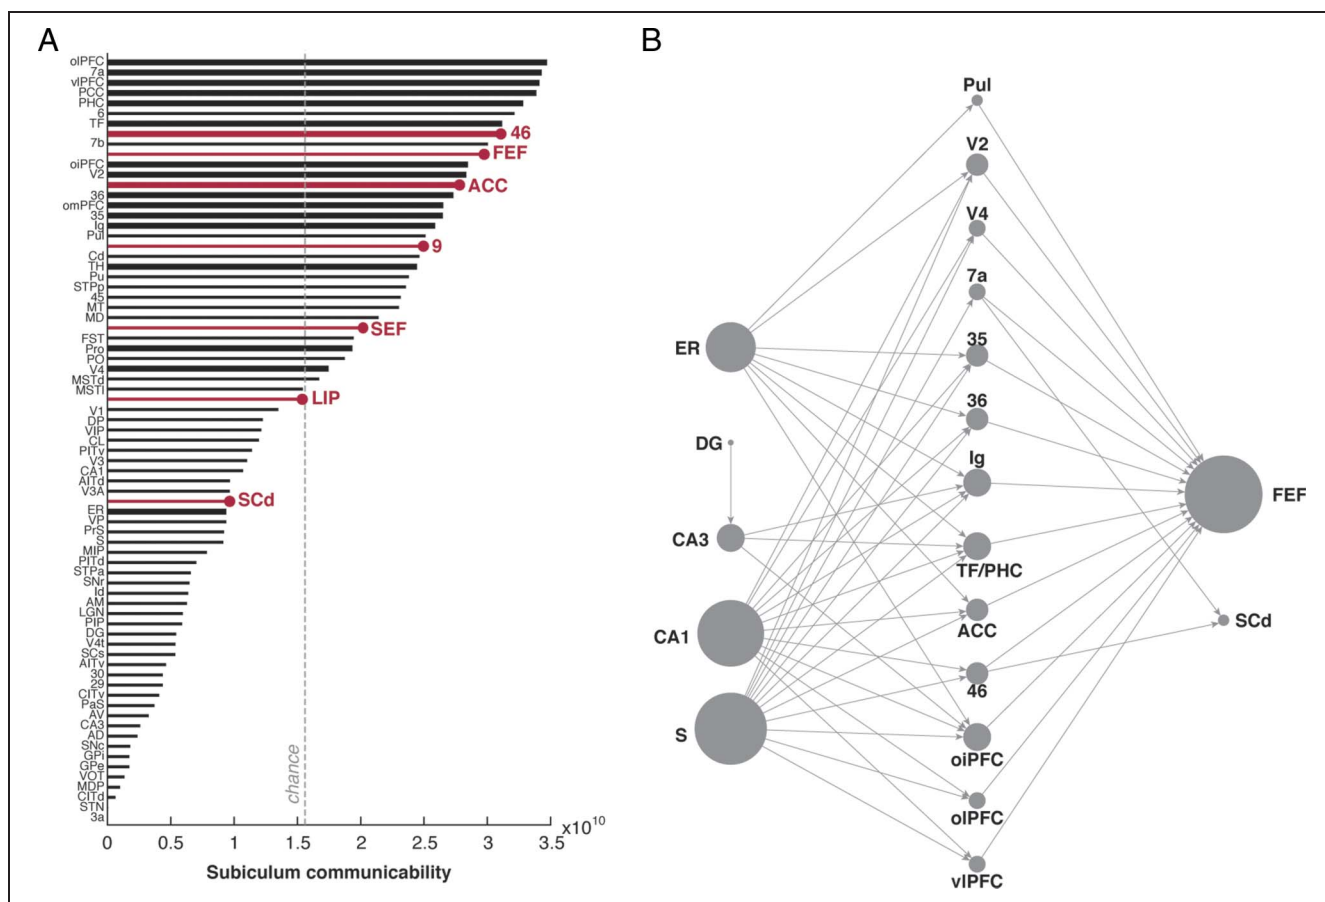 A
olPFC
7a
vlPFC
PCC
PHC
6
TF
46
7b
FEF
oiPFC
V2
ACC
36
omPFC
35
Ig
Pul
9
Cd
TH
Pu
STPp
45
MT
MD
SEF
FST
Pro
PO
V4
MSTd
MSTl
LIP
V1
DP
VIP
CL
PITv
V3
CA1
AITd
V3A
SCd
ER
VP
PrS
S
MIP
PITd
STPa
SNr
Id
AM
LGN
PIP
DG
V4t
SCs
AITv
30
29
CITv
PaS
AV
CA3
AD
SNc
GPi
GPe
VOT
MDP
CITd
STN
3a
chance
0 0.5 1 1.5 2 2.5 3 3.5 x10^10
Subiculum communicability
B
Pul
V2
V4
7a
35
36
Ig
TF/PHC
ACC
46
oiPFC
olPFC
vlPFC
ER
DG
CA3
CA1
S
FEF
SCd